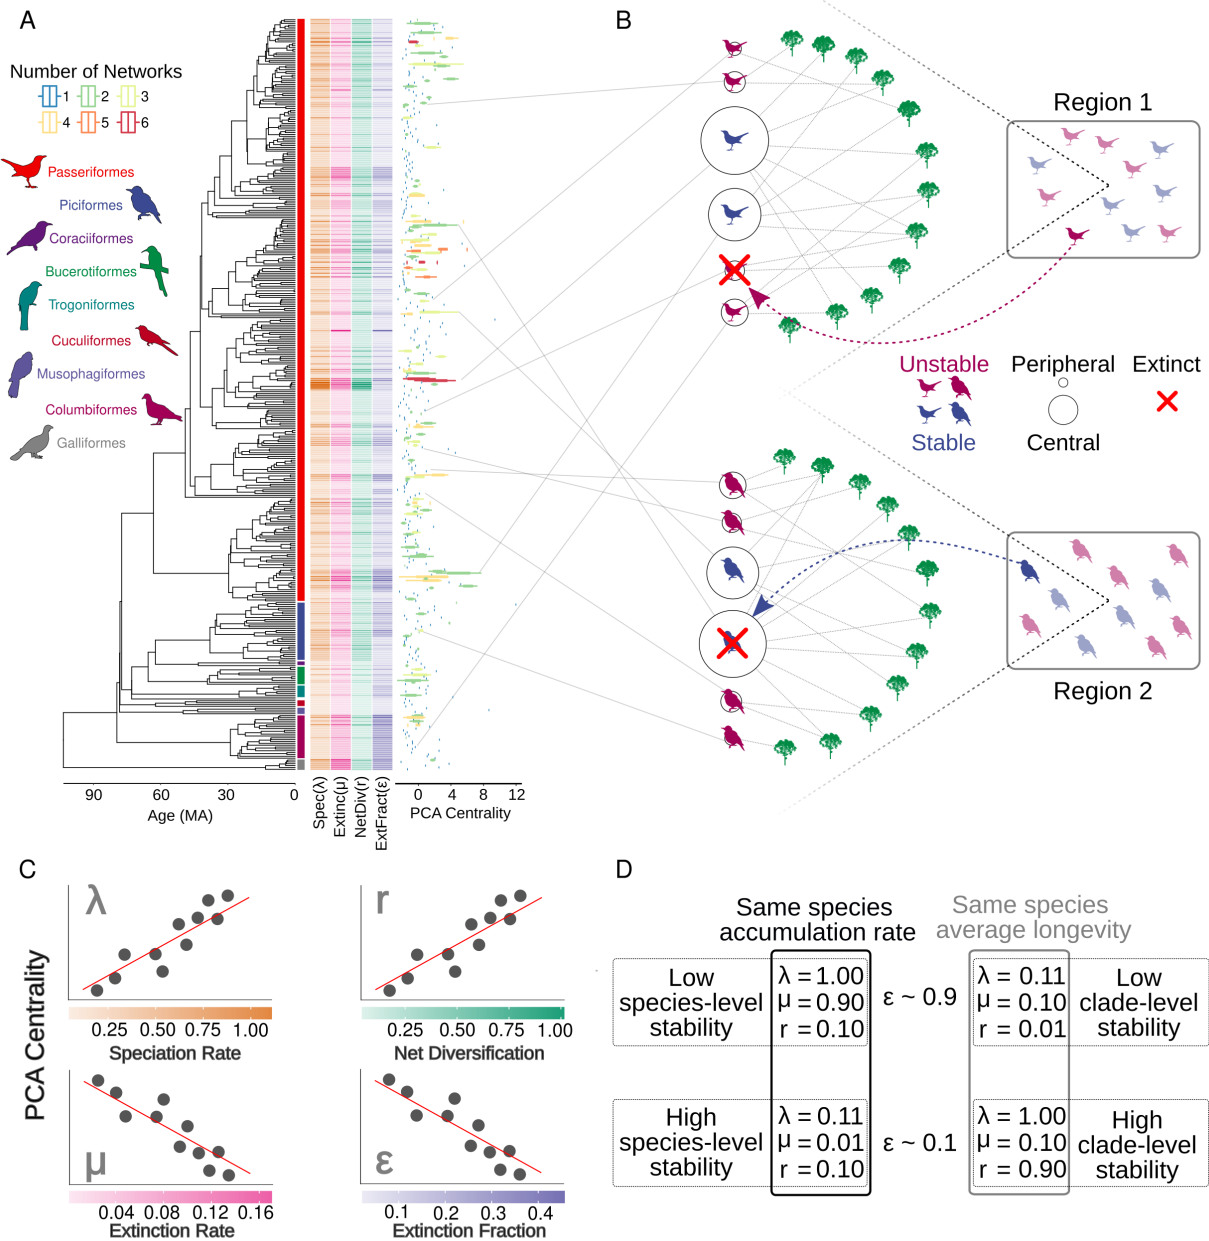 A
Number of Networks
1 2 3
4 5 6
Passeriformes
Piciformes
Coraciiformes
Bucerotiformes
Trogoniformes
Cuculiformes
Musophagiformes
Columbiformes
Galliformes
90 60 30 0
Age (MA)
Spec(λ)
Extinc(μ)
NetDiv(r)
ExtFract(ε)
0 4 8 12
PCA Centrality
B
Region 1
Unstable
Stable
Peripheral
Central
Extinct
Region 2
C
PCA Centrality
λ
0.25 0.50 0.75 1.00
Speciation Rate
r
0.25 0.50 0.75 1.00
Net Diversification
μ
0.04 0.08 0.12 0.16
Extinction Rate
ε
0.1 0.2 0.3 0.4
Extinction Fraction
D
Same species
accumulation rate
Same species
average longevity
Low
species-level
stability
λ = 1.00
μ = 0.90
r = 0.10
ε ~ 0.9
λ = 0.11
μ = 0.10
r = 0.01
Low
clade-level
stability
High
species-level
stability
λ = 0.11
μ = 0.01
r = 0.10
ε ~ 0.1
λ = 1.00
μ = 0.10
r = 0.90
High
clade-level
stability